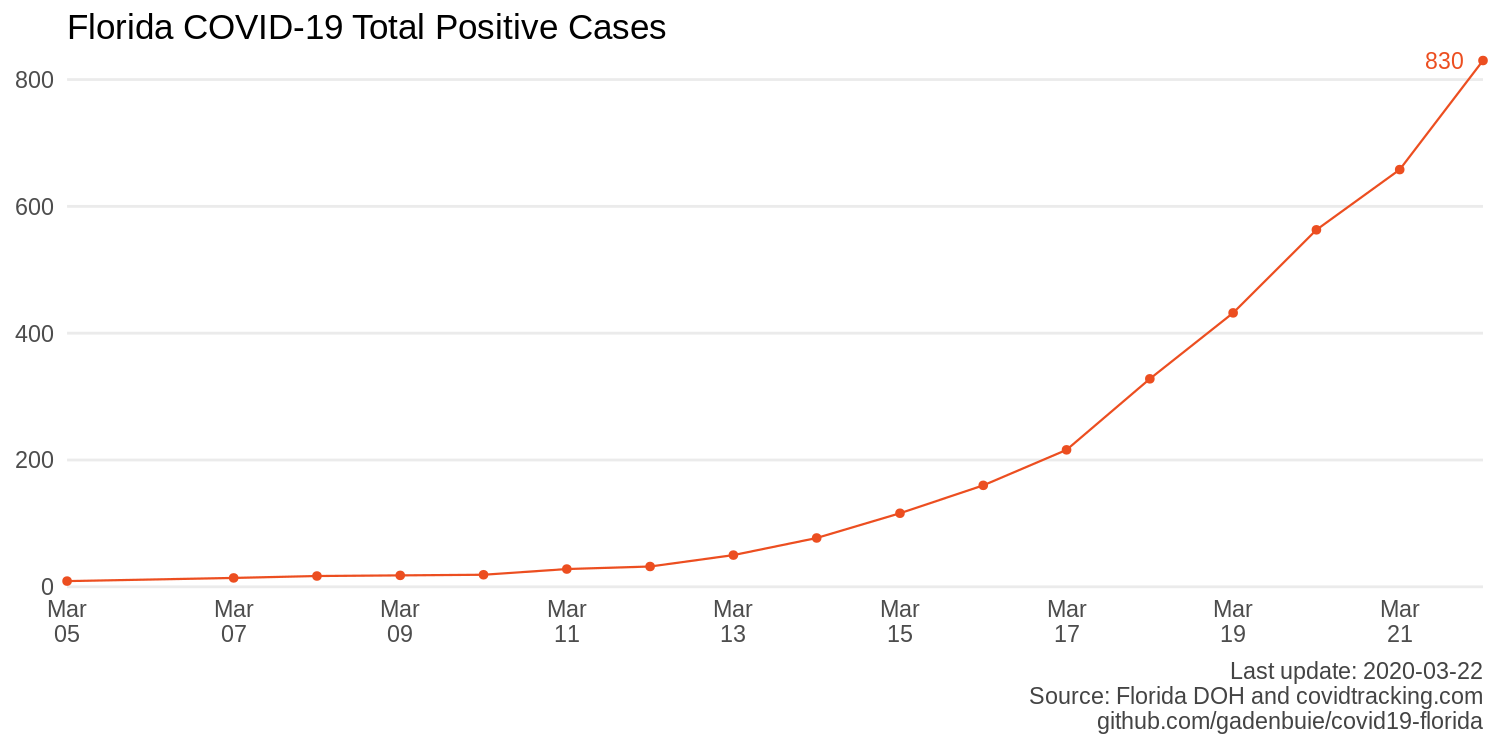 Florida COVID-19 Total Positive Cases
830
800
600
400
200
0
Mar Mar Mar Mar Mar Mar Mar Mar Mar
05 07 09 11 13 15 17 19 21
Last update: 2020-03-22
Source: Florida DOH and covidtracking.com
github.com/gadenbuie/covid19-florida